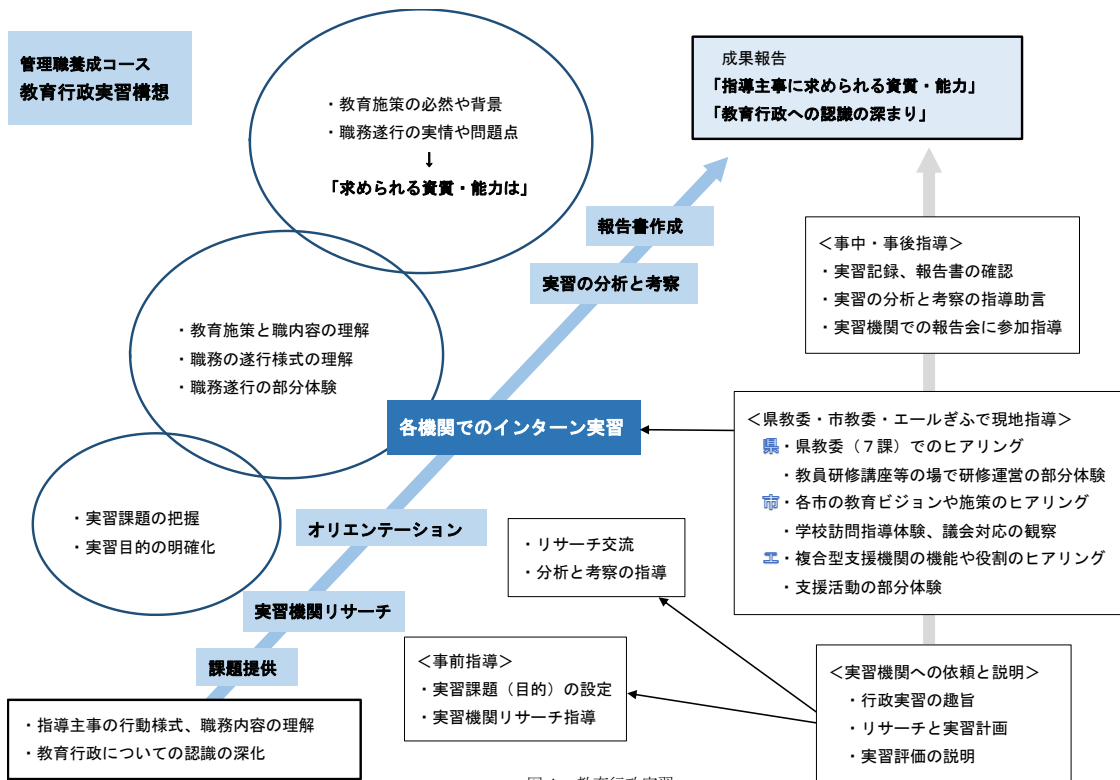 管理職養成コース
教育行政実習構想
・教育施策の必然や背景
・職務遂行の実情や問題点
↓
「求められる資質・能力は」
成果報告
「指導主事に求められる資質・能力」
「教育行政への認識の深まり」
報告書作成
実習の分析と考察
＜事中・事後指導＞
・実習記録、報告書の確認
・実習の分析と考察の指導助言
・実習機関での報告会に参加指導
・教育施策と職内容の理解
・職務の遂行様式の理解
・職務遂行の部分体験
各機関でのインターン実習
＜県教委・市教委・エールぎふで現地指導＞
県・県教委（７課）でのヒアリング
・教員研修講座等の場で研修運営の部分体験
市・各市の教育ビジョンや施策のヒアリング
・学校訪問指導体験、議会対応の観察
エ・複合型支援機関の機能や役割のヒアリング
・支援活動の部分体験
・実習課題の把握
・実習目的の明確化
オリエンテーション
・リサーチ交流
・分析と考察の指導
実習機関リサーチ
課題提供
＜事前指導＞
・実習課題（目的）の設定
・実習機関リサーチ指導
＜実習機関への依頼と説明＞
・行政実習の趣旨
・リサーチと実習計画
・実習評価の説明
・指導主事の行動様式、職務内容の理解
・教育行政についての認識の深化